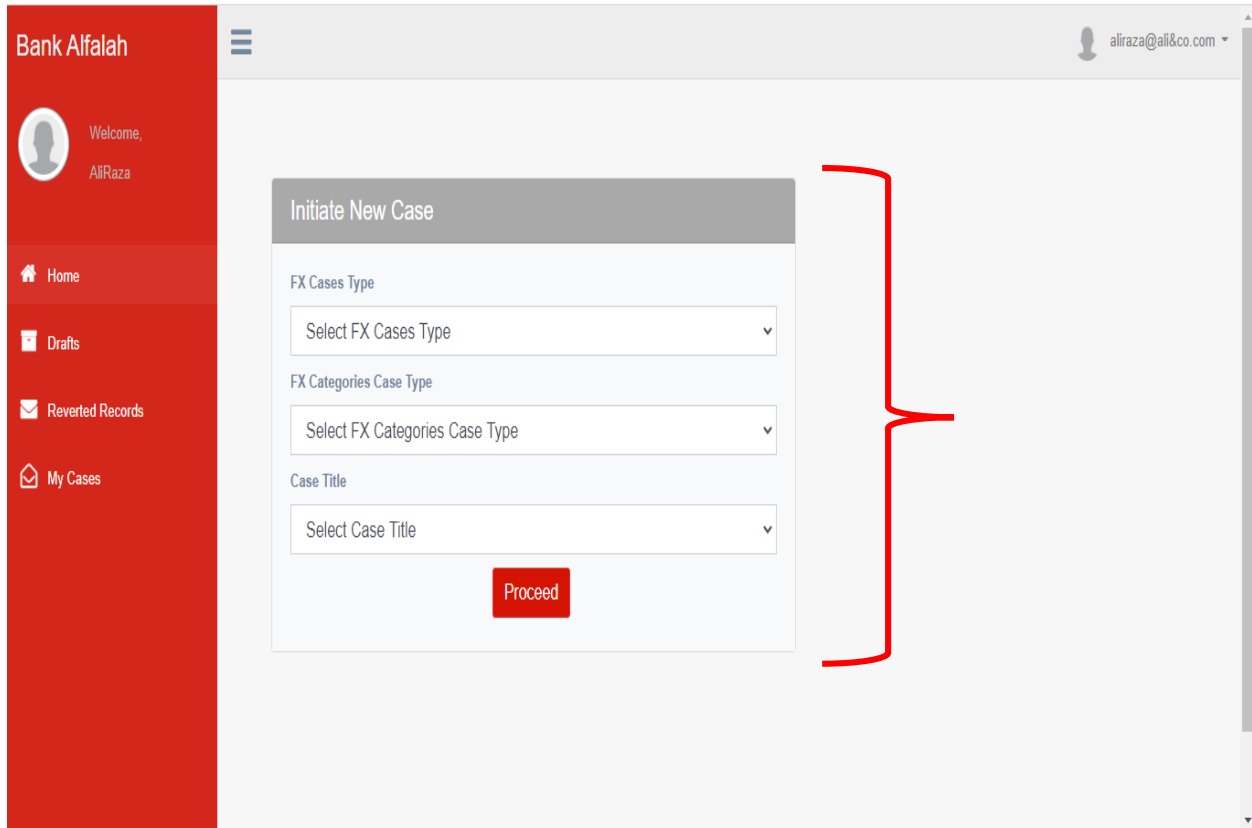 Bank Alfalah
aliraza@ali&co.com
Welcome,
AliRaza
Home
Drafts
Reverted Records
My Cases
Initiate New Case
FX Cases Type
Select FX Cases Type
FX Categories Case Type
Select FX Categories Case Type
Case Title
Select Case Title
Proceed